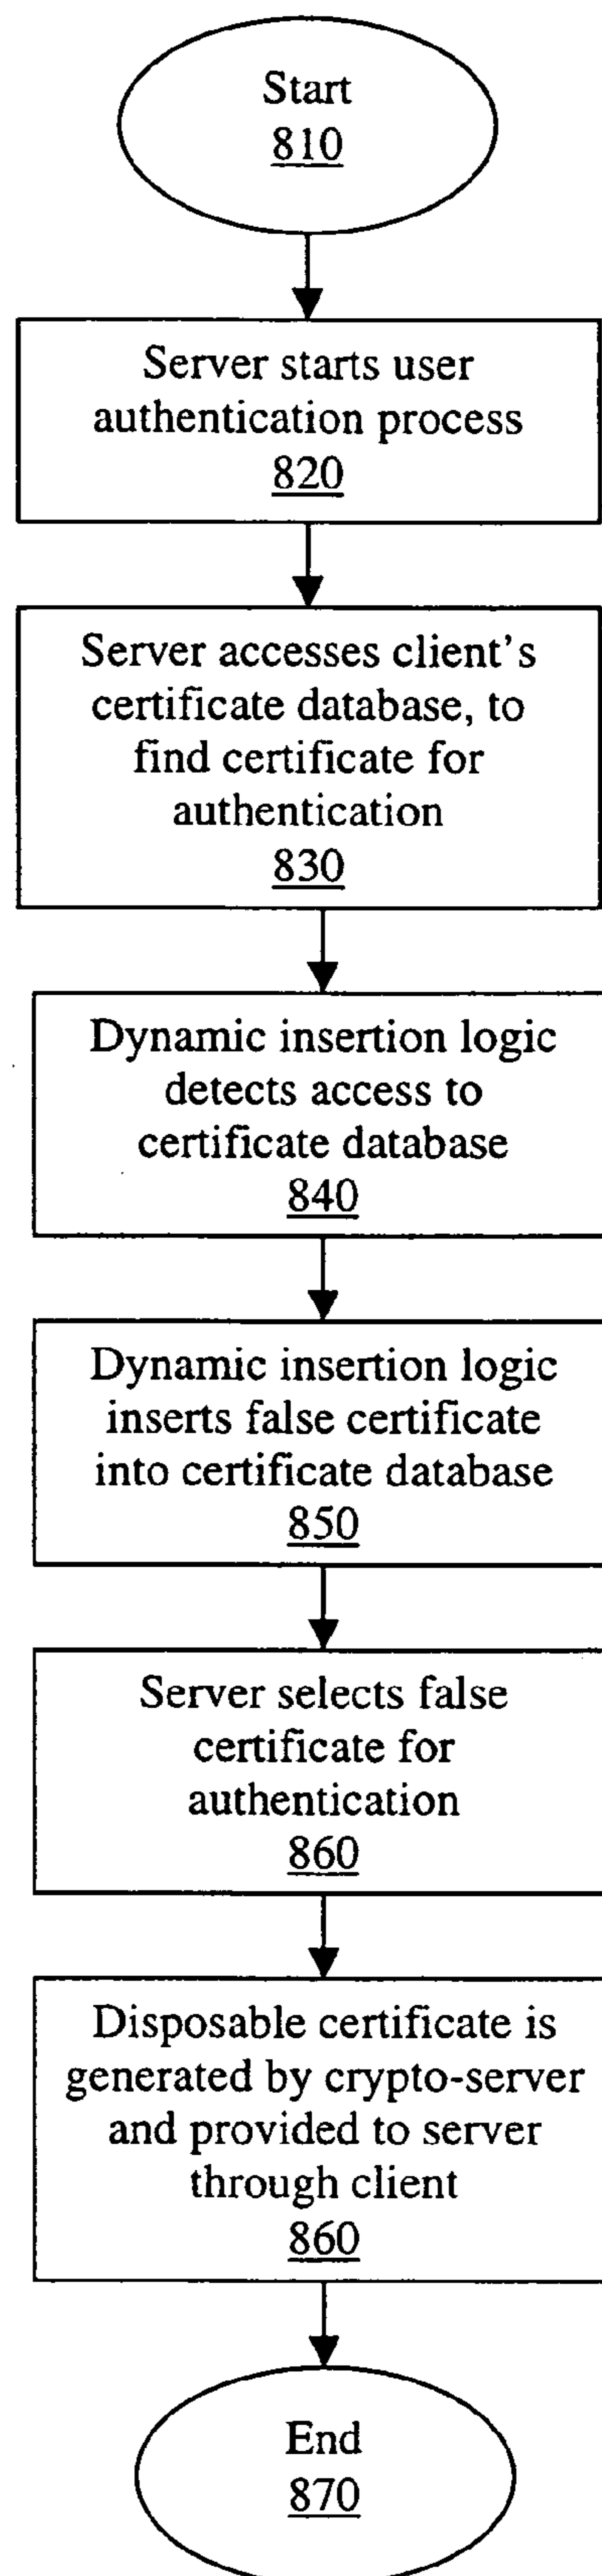 Start
810
Server starts user
authentication process
820
Server accesses client's
certificate database, to
find certificate for
authentication
830
Dynamic insertion logic
detects access to
certificate database
840
Dynamic insertion logic
inserts false certificate
into certificate database
850
Server selects false
certificate for
authentication
860
Disposable certificate is
generated by crypto-server
and provided to server
through client
860
End
870